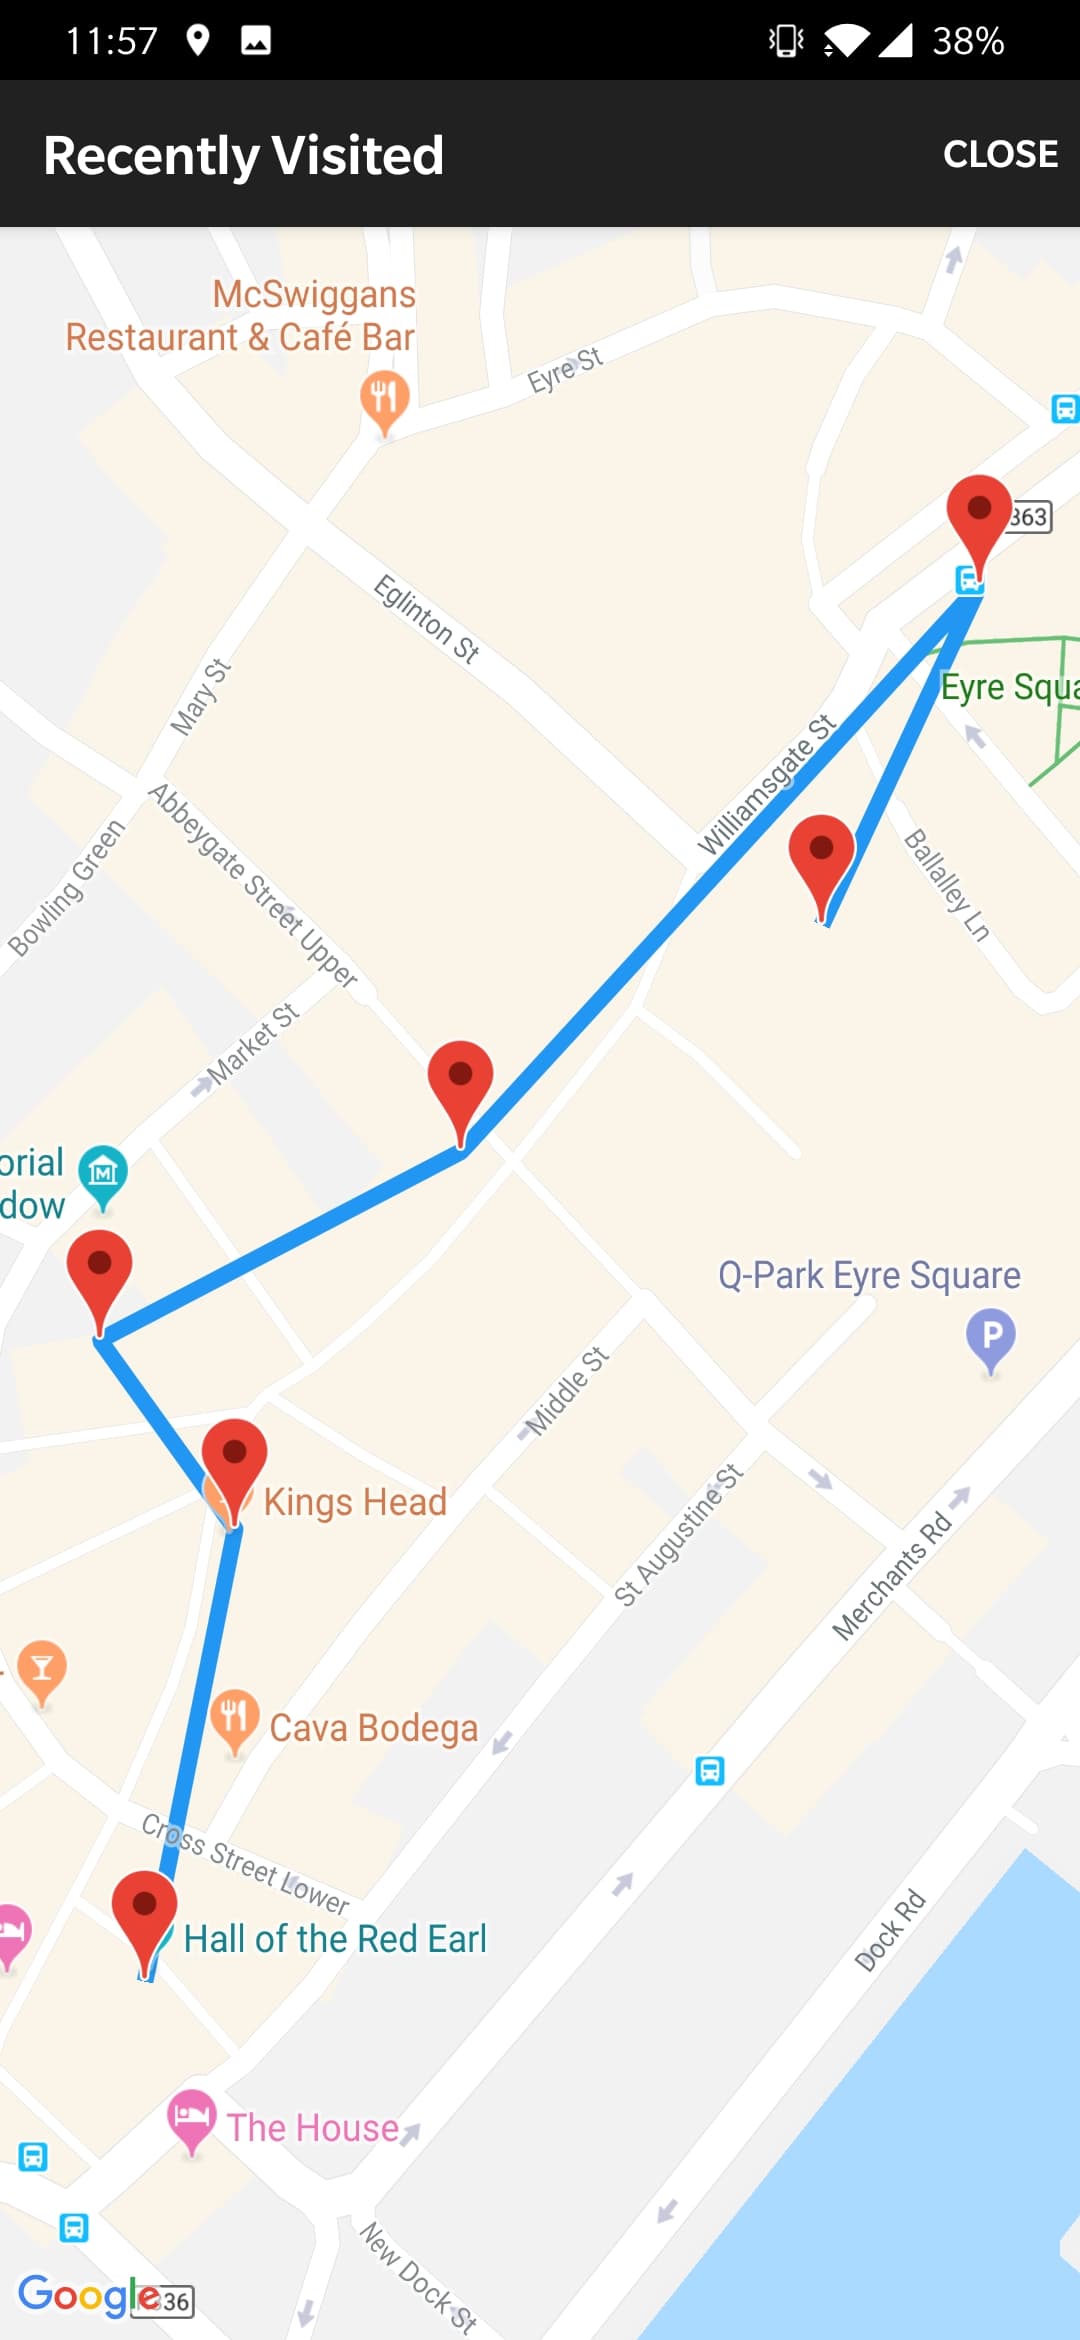 11:57
38%
Recently Visited
CLOSE
McSwiggans
Restaurant & Café Bar
Eyre St
363
Eglinton St
Mary St
Eyre Squa
Williamsgate St
Abbeygate Street Upper
Bowling Green
Ballalley Ln
Market St
orial
dow
Q-Park Eyre Square
P
Middle St
Kings Head
St Augustine St
Merchants Rd
Cava Bodega
Cross Street Lower
Hall of the Red Earl
Dock Rd
The House
New Dock St
Google
36